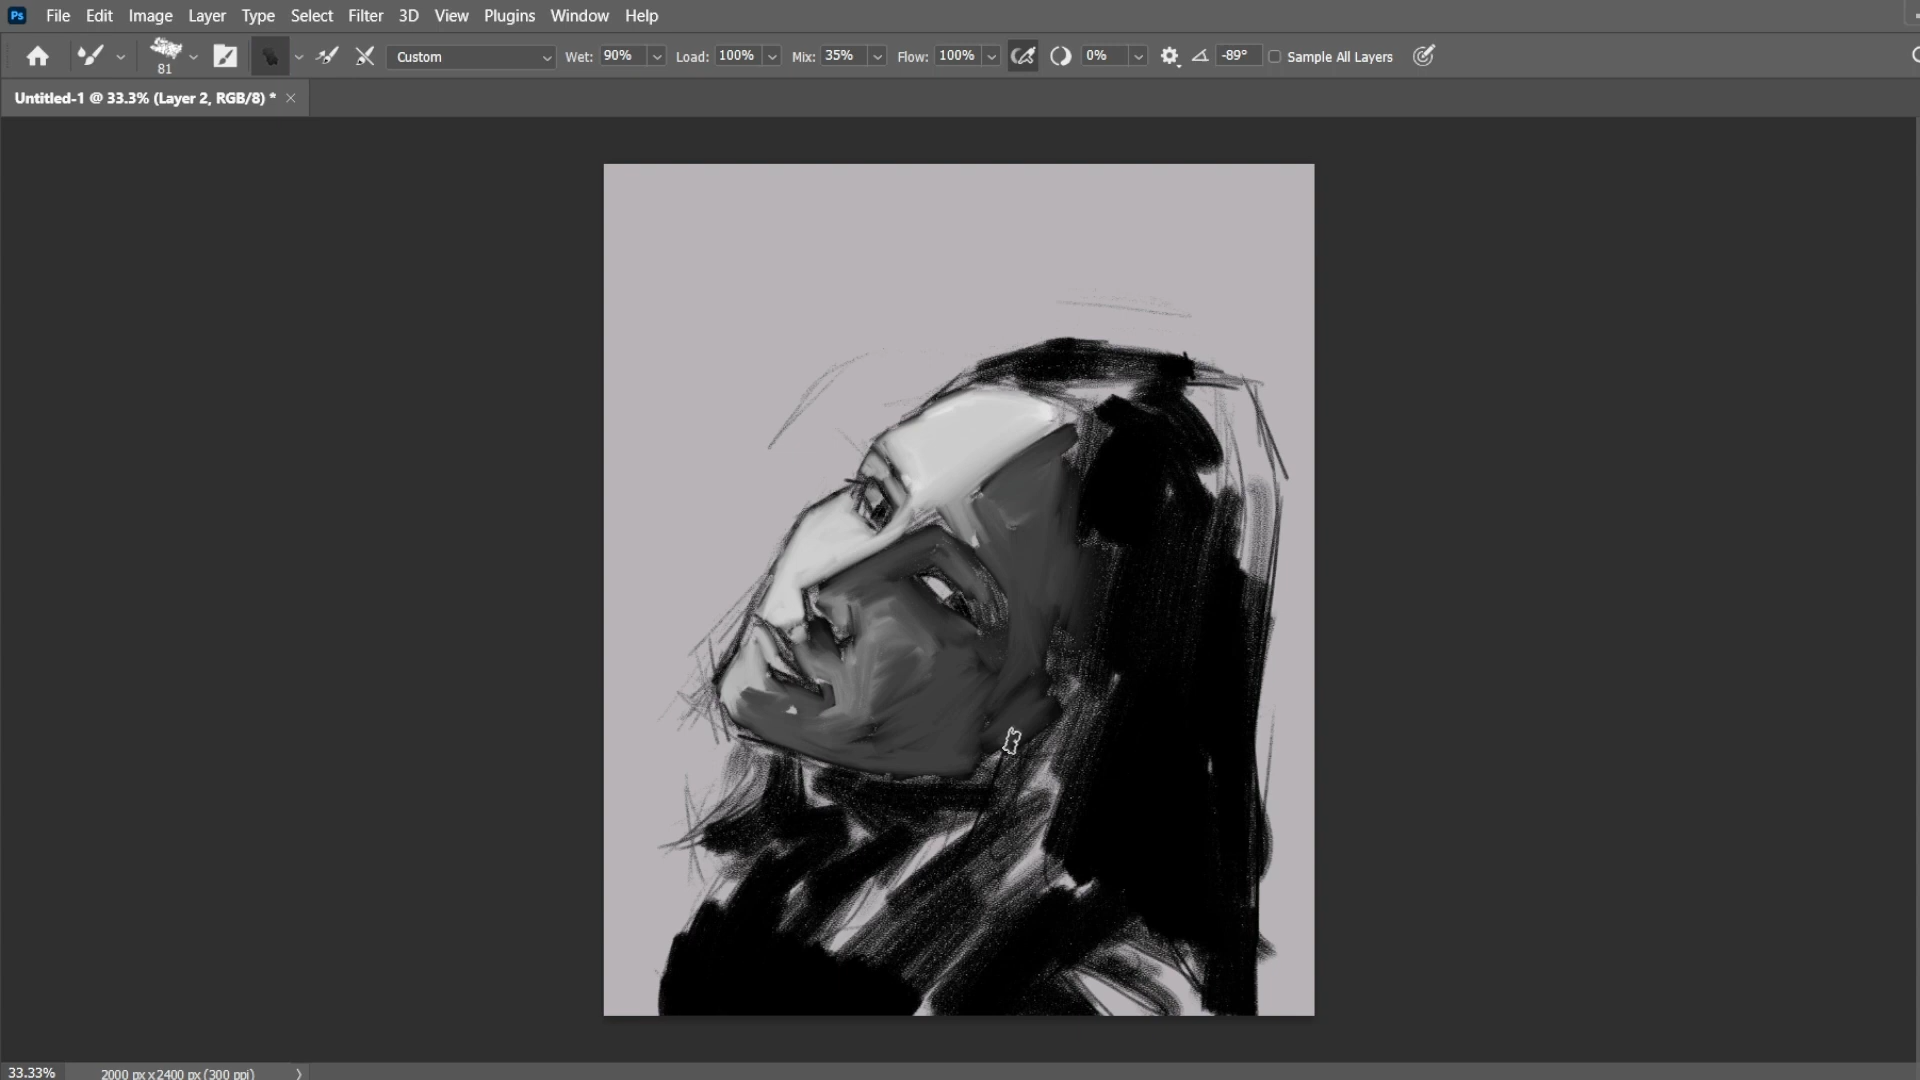 Ps File Edit Image Layer Type Select Filter 3D View Plugins Window Help
81 Custom Wet: 90% Load: 100% Mix: 35% Flow: 100% 0% -89° Sample All Layers
Untitled-1 @ 33.3% (Layer 2, RGB/8) *
33.33% 2000 px x 2400 px (300 ppi)